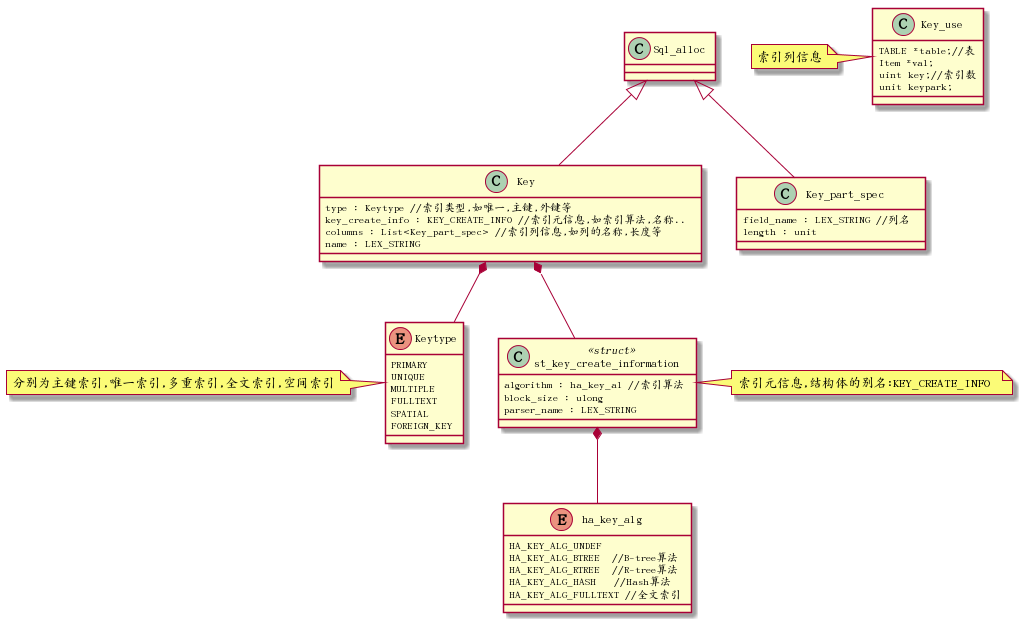 Sql_alloc
索引列信息
Key_use
TABLE *table;//表
Item *val;
uint key;//索引数
unit keypark;
Key
type : Keytype //索引类型,如唯一,主键,外键等
key_create_info : KEY_CREATE_INFO //索引元信息,如索引算法,名称..
columns : List<Key_part_spec> //索引列信息,如列的名称,长度等
name : LEX_STRING
Key_part_spec
field_name : LEX_STRING //列名
length : unit
分别为主键索引,唯一索引,多重索引,全文索引,空间索引
Keytype
PRIMARY
UNIQUE
MULTIPLE
FULLTEXT
SPATIAL
FOREIGN_KEY
«struct»
st_key_create_information
algorithm : ha_key_al //索引算法
block_size : ulong
parser_name : LEX_STRING
索引元信息,结构体的别名:KEY_CREATE_INFO
ha_key_alg
HA_KEY_ALG_UNDEF
HA_KEY_ALG_BTREE //B-tree算法
HA_KEY_ALG_RTREE //R-tree算法
HA_KEY_ALG_HASH //Hash算法
HA_KEY_ALG_FULLTEXT //全文索引